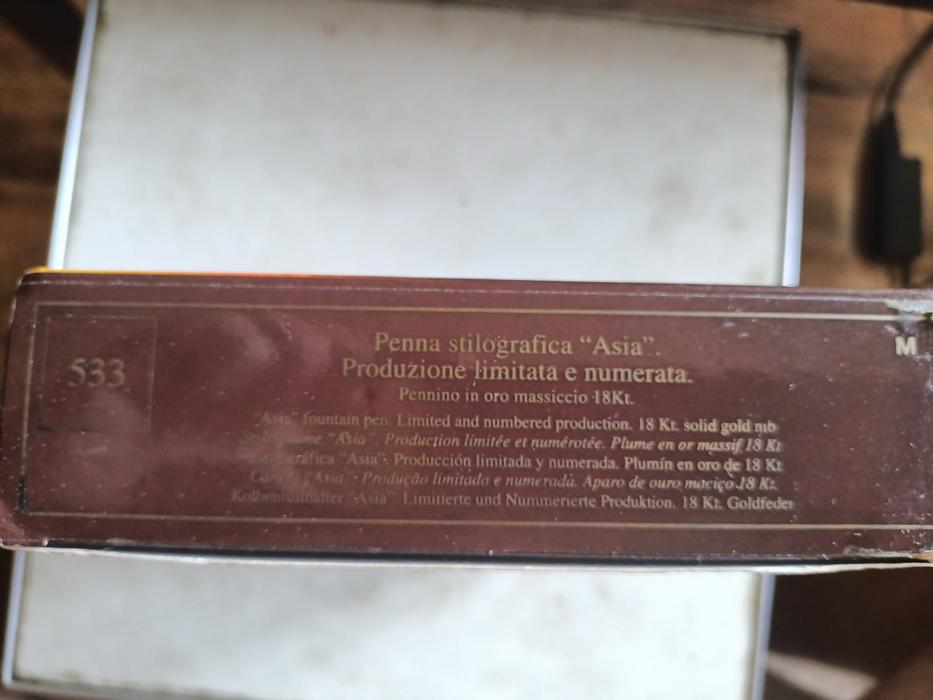 533
Penna stilografica “Asia”.
Produzione limitata e numerata.
M
Pennino in oro massiccio 18Kt.
“Asia” fountain pen. Limited and numbered production. 18 Kt. solid gold nib
“Asia”. Production limitée et numérotée. Plume en or massif 18 Kt
Estilográfica “Asia”. Producción limitada y numerada. Plumín en oro de 18 Kt
“Asia”. Produção limitada e numerada. Aparo de ouro maciço 18 Kt.
Kolbenfüllhalter “Asia” Limitierte und Nummerierte Produktion. 18 Kt. Goldfeder